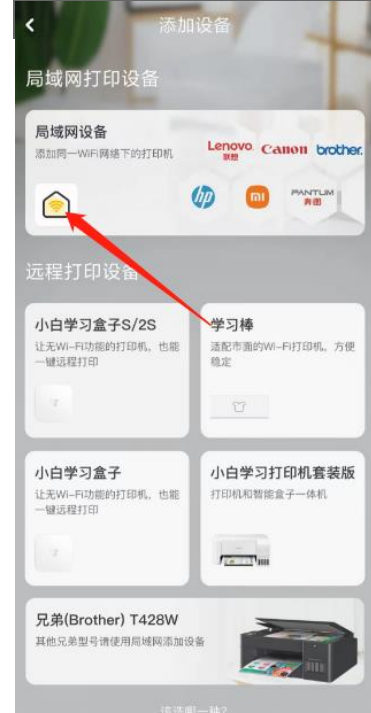 添加设备
局域网打印设备
局域网设备
添加同一WiFi网络下的打印机
Lenovo
联想
Canon
brother
hp
PANTUM
奔图
远程打印设备
小白学习盒子S/2S
让无Wi-Fi功能的打印机，也能
一键远程打印
学习棒
适配市面的Wi-Fi打印机，方便
稳定
小白学习盒子
让无Wi-Fi功能的打印机，也能
一键远程打印
小白学习打印机套装版
打印机和智能盒子一体机
兄弟(Brother) T428W
其他兄弟型号请使用局域网添加设备
该选哪一种?